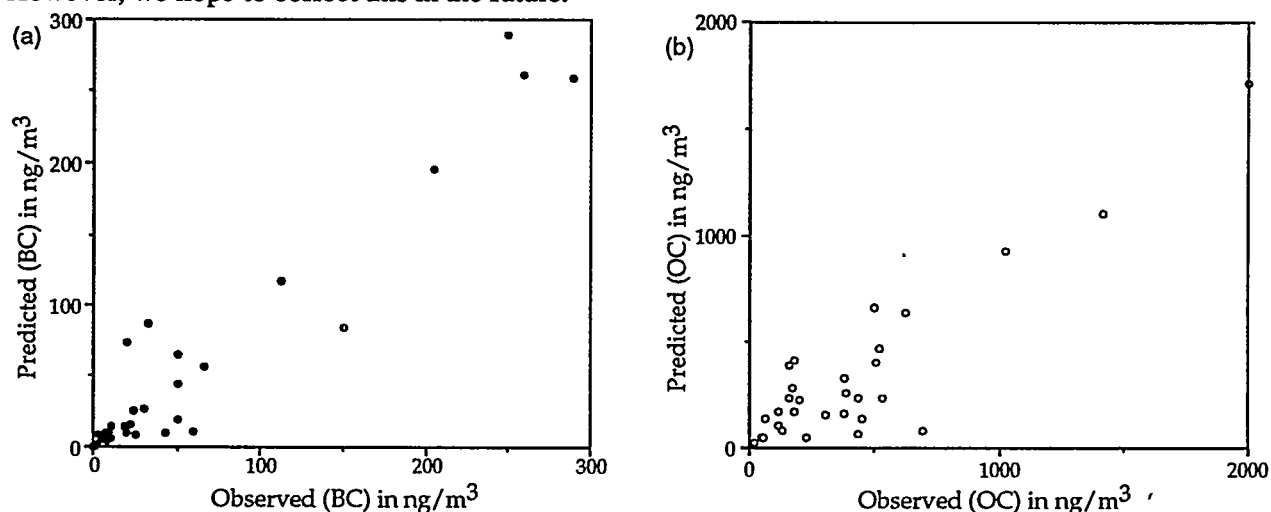 However, we hope to correct this in the future.
(a)
300
200
100
0
Predicted (BC) in ng/m³
0
100
200
300
Observed (BC) in ng/m³
(b)
2000
1000
0
Predicted (OC) in ng/m³
0
1000
2000
Observed (OC) in ng/m³